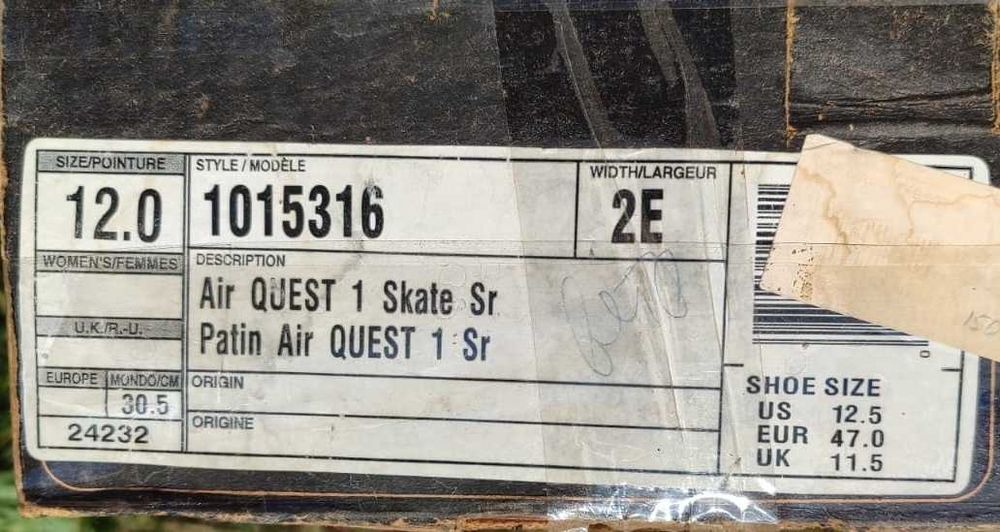 SIZE/POINTURE
12.0
STYLE / MODÈLE
1015316
WIDTH/LARGEUR
2E
WOMEN'S/FEMMES
U.K./R.-U.
DESCRIPTION
Air QUEST 1 Skate Sr
Patin Air QUEST 1 Sr
EUROPE MONDO/CM
30.5
24232
ORIGIN
ORIGINE
SHOE SIZE
US 12.5
EUR 47.0
UK 11.5
0